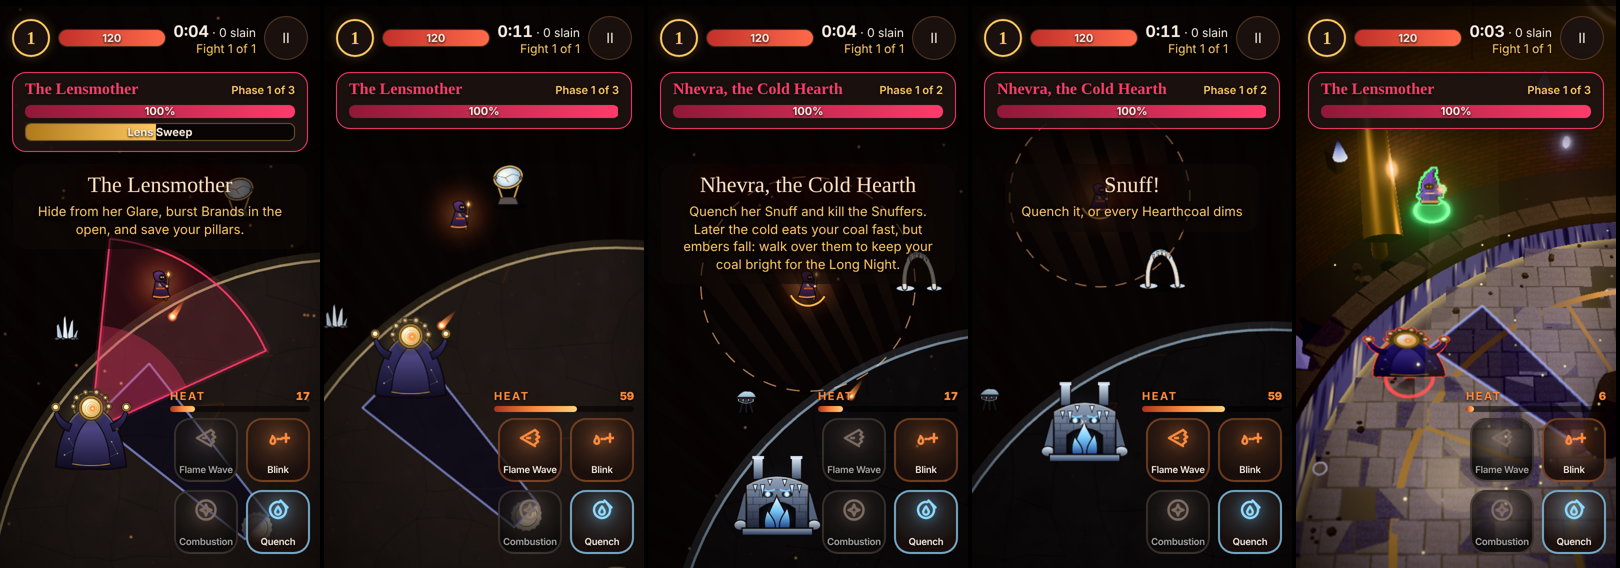 1
120
0:04 · 0 slain
Fight 1 of 1
The Lensmother
Phase 1 of 3
100%
Lens Sweep
The Lensmother
Hide from her Glare, burst Brands in the
open, and save your pillars.
HEAT
17
Flame Wave
Blink
Combustion
Quench
1
120
0:11 · 0 slain
Fight 1 of 1
The Lensmother
Phase 1 of 3
100%
HEAT
59
Flame Wave
Blink
Combustion
Quench
1
120
0:04 · 0 slain
Fight 1 of 1
Nhevra, the Cold Hearth
Phase 1 of 2
100%
Nhevra, the Cold Hearth
Quench her Snuff and kill the Snuffers.
Later the cold eats your coal fast, but
embers fall: walk over them to keep your
coal bright for the Long Night.
HEAT
17
Flame Wave
Blink
Combustion
Quench
1
120
0:11 · 0 slain
Fight 1 of 1
Nhevra, the Cold Hearth
Phase 1 of 2
100%
Snuff!
Quench it, or every Hearthcoal dims
HEAT
59
Flame Wave
Blink
Combustion
Quench
1
120
0:03 · 0 slain
Fight 1 of 1
The Lensmother
Phase 1 of 3
100%
HEAT
6
Flame Wave
Blink
Combustion
Quench